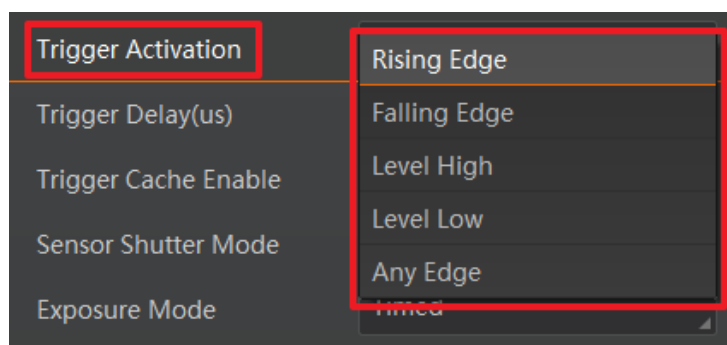 Trigger Activation
Rising Edge
Trigger Delay(us)
Falling Edge
Trigger Cache Enable
Level High
Sensor Shutter Mode
Level Low
Any Edge
Exposure Mode
Timed